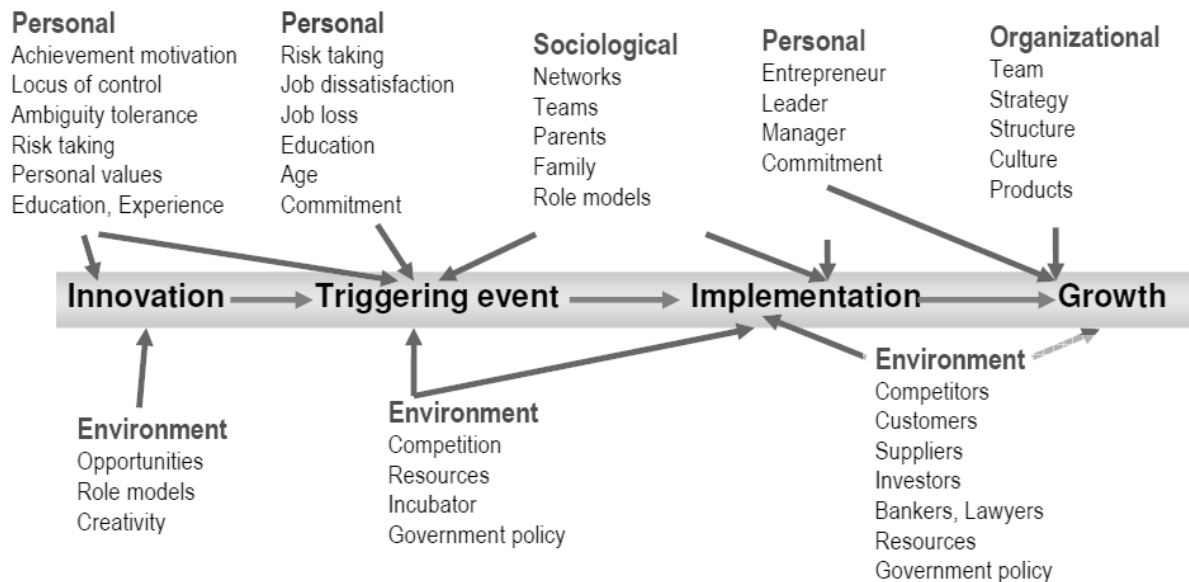 Personal
Achievement motivation
Locus of control
Ambiguity tolerance
Risk taking
Personal values
Education, Experience
Personal
Risk taking
Job dissatisfaction
Job loss
Education
Age
Commitment
Sociological
Networks
Teams
Parents
Family
Role models
Personal
Entrepreneur
Leader
Manager
Commitment
Organizational
Team
Strategy
Structure
Culture
Products
Innovation
Triggering event
Implementation
Growth
Environment
Opportunities
Role models
Creativity
Environment
Competition
Resources
Incubator
Government policy
Environment
Competitors
Customers
Suppliers
Investors
Bankers, Lawyers
Resources
Government policy